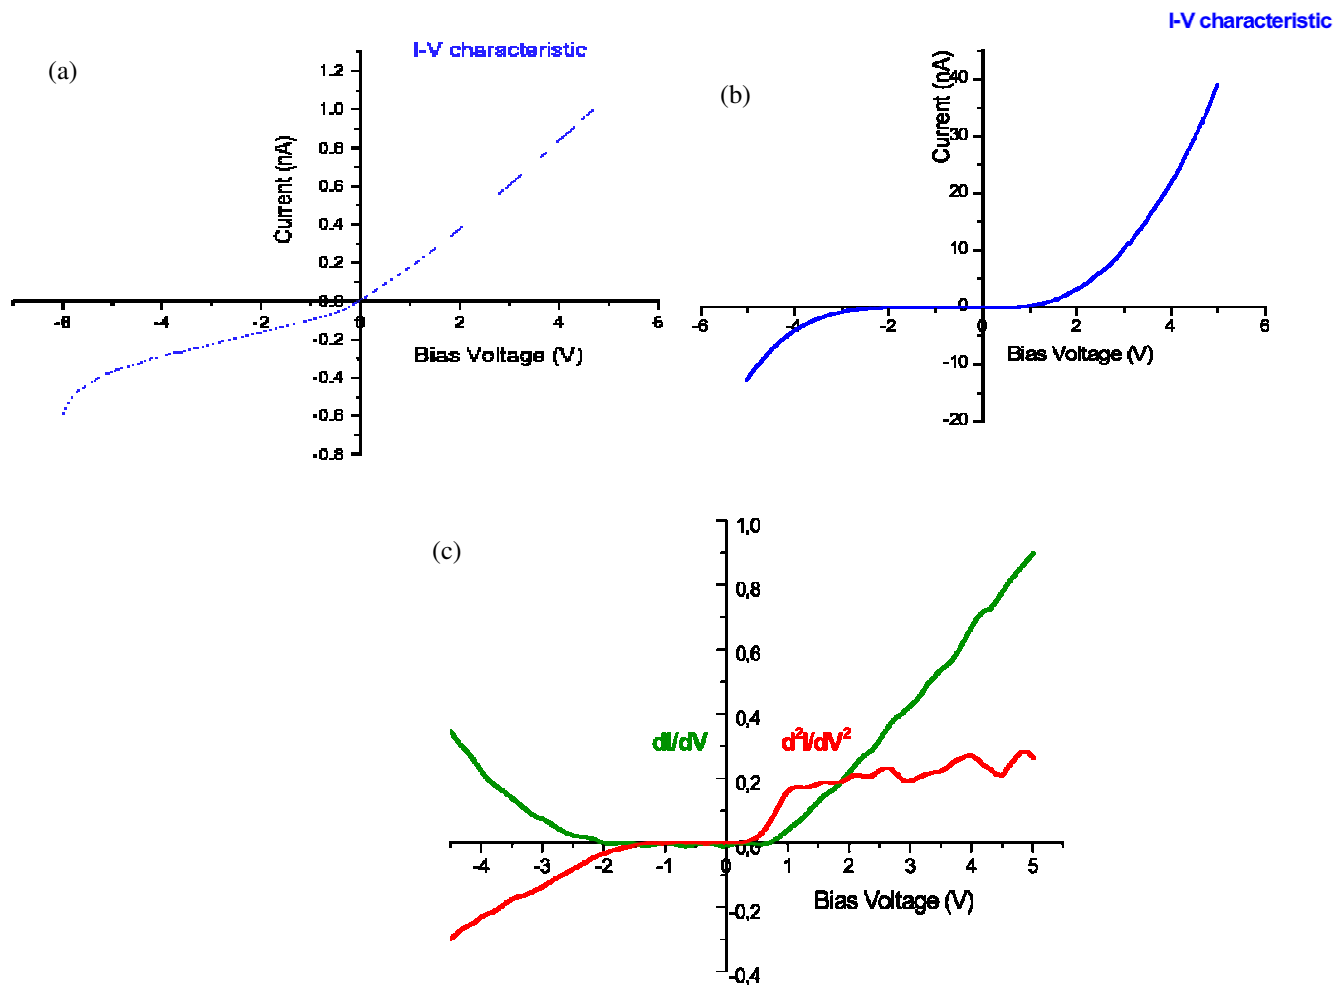 I-V characteristic
I-V characteristic
(a)
(b)
1.2
1.0
0.8
0.6
0.4
0.2
0.0
-0.2
-0.4
-0.6
-0.8
Current (nA)
-6 -4 -2 0 2 4 6
Bias Voltage (V)
40
30
20
10
0
-10
-20
Current (nA)
-6 -4 -2 0 2 4 6
Bias Voltage (V)
(c)
1,0
0,8
0,6
0,4
0,2
0,0
-0,2
-0,4
dI/dV
d²I/dV²
-4 -3 -2 -1 0 1 2 3 4 5
Bias Voltage (V)